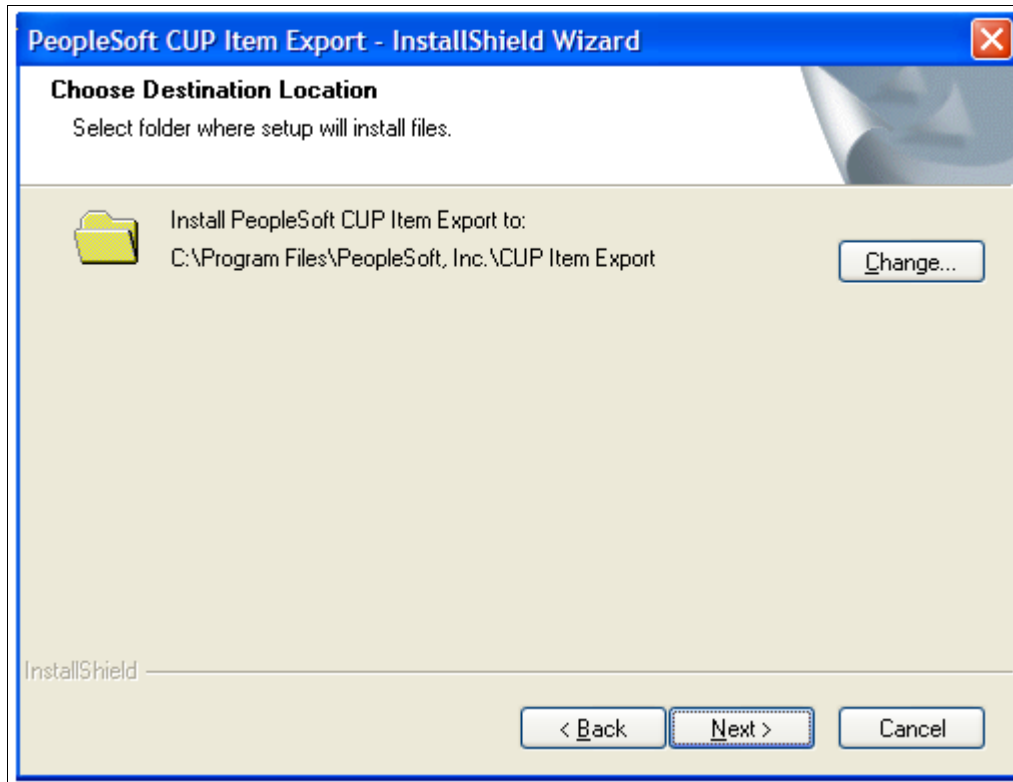 PeopleSoft CUP Item Export - InstallShield Wizard
Choose Destination Location
Select folder where setup will install files.
Install PeopleSoft CUP Item Export to:
C:\Program Files\PeopleSoft, Inc.\CUP Item Export
Change...
InstallShield
< Back
Next >
Cancel